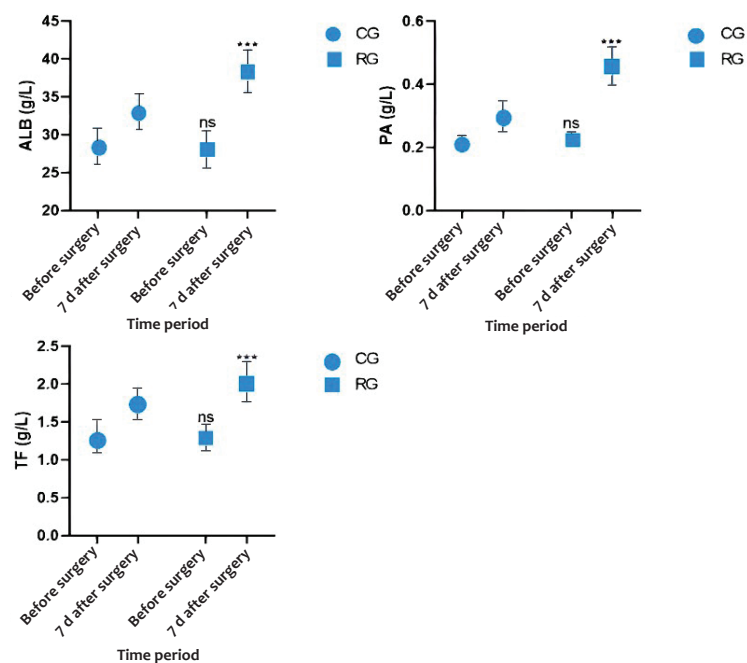 45
40
35
30
25
20
ALB (g/L)
ns
***
CG
RG
Before surgery
7 d after surgery
Before surgery
7 d after surgery
Time period
0.6
0.4
0.2
0.0
PA (g/L)
ns
***
CG
RG
Before surgery
7 d after surgery
Before surgery
7 d after surgery
Time period
2.5
2.0
1.5
1.0
0.5
0.0
TF (g/L)
ns
***
CG
RG
Before surgery
7 d after surgery
Before surgery
7 d after surgery
Time period